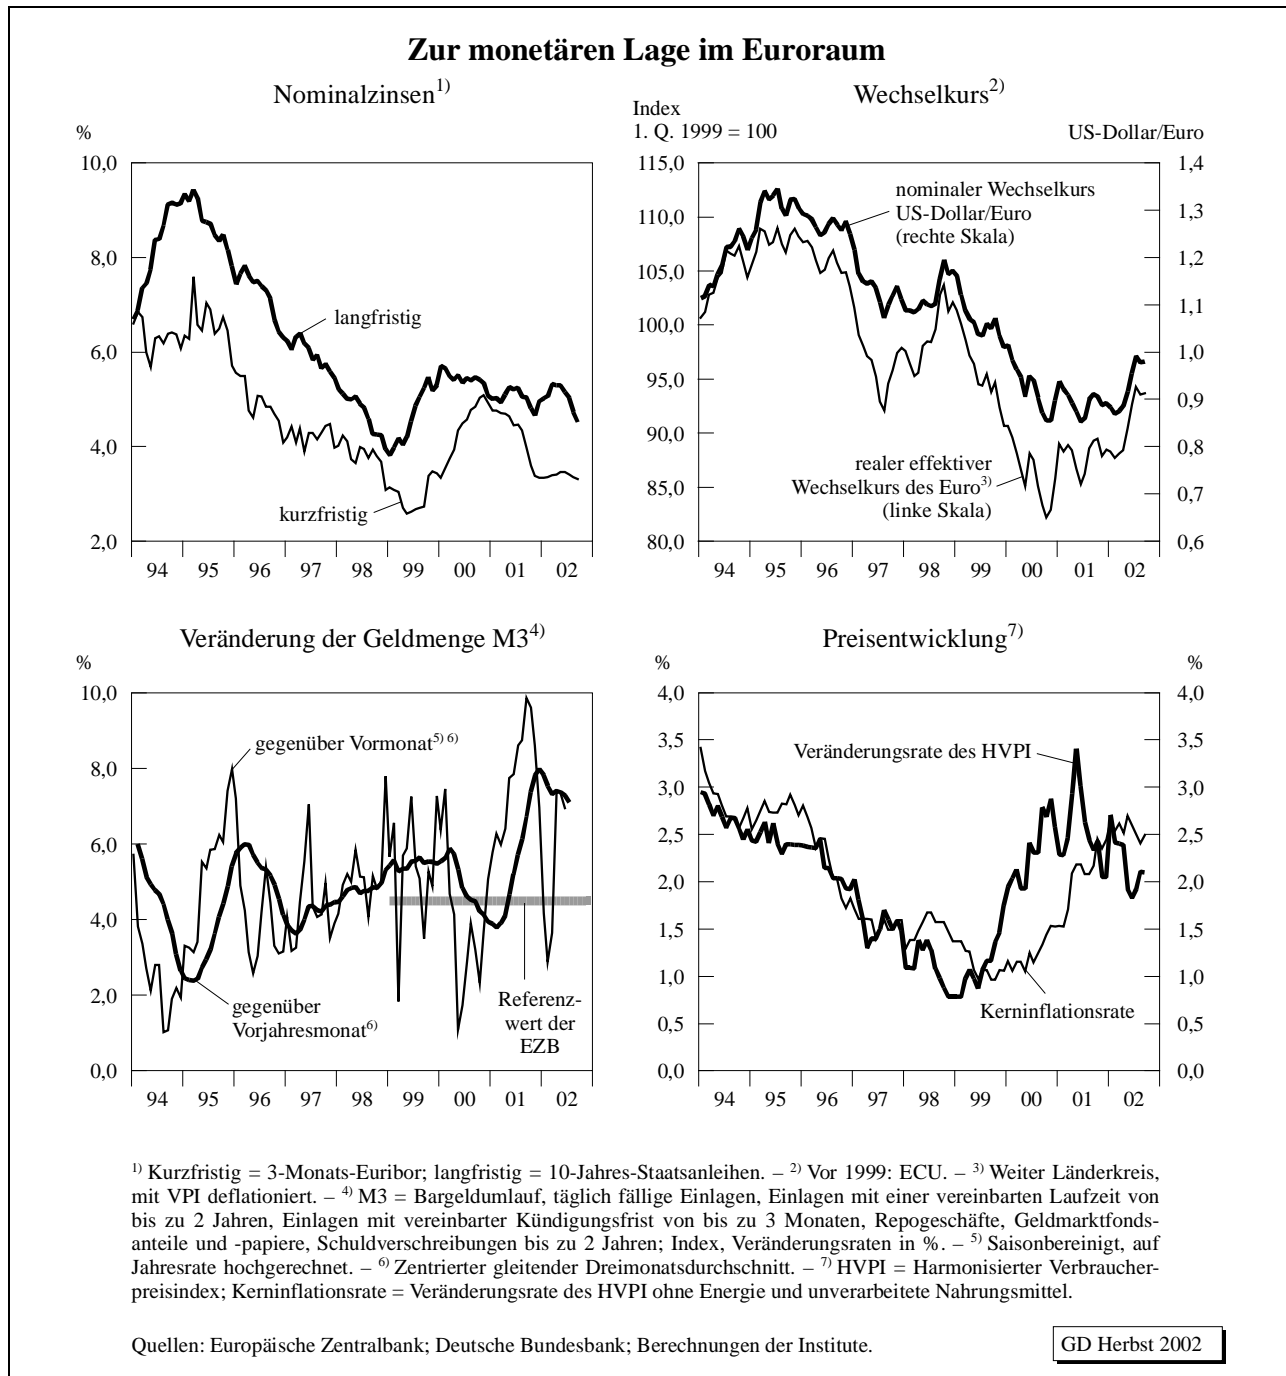 Zur monetären Lage im Euroraum
Nominalzinsen1)
%
10,0
8,0
6,0
4,0
2,0
langfristig
kurzfristig
94 95 96 97 98 99 00 01 02
Wechselkurs2)
Index
1. Q. 1999 = 100
US-Dollar/Euro
115,0
110,0
105,0
100,0
95,0
90,0
85,0
80,0
1,4
1,3
1,2
1,1
1,0
0,9
0,8
0,7
0,6
nominaler Wechselkurs
US-Dollar/Euro
(rechte Skala)
realer effektiver
Wechselkurs des Euro3)
(linke Skala)
94 95 96 97 98 99 00 01 02
Veränderung der Geldmenge M34)
%
10,0
8,0
6,0
4,0
2,0
0,0
gegenüber Vormonat5) 6)
gegenüber
Vorjahresmonat6)
Referenz-
wert der
EZB
94 95 96 97 98 99 00 01 02
Preisentwicklung7)
%
%
4,0
3,5
3,0
2,5
2,0
1,5
1,0
0,5
0,0
4,0
3,5
3,0
2,5
2,0
1,5
1,0
0,5
0,0
Veränderungsrate des HVPI
Kerninflationsrate
94 95 96 97 98 99 00 01 02
1) Kurzfristig = 3-Monats-Euribor; langfristig = 10-Jahres-Staatsanleihen. – 2) Vor 1999: ECU. – 3) Weiter Länderkreis,
mit VPI deflationiert. – 4) M3 = Bargeldumlauf, täglich fällige Einlagen, Einlagen mit einer vereinbarten Laufzeit von
bis zu 2 Jahren, Einlagen mit vereinbarter Kündigungsfrist von bis zu 3 Monaten, Repogeschäfte, Geldmarktfonds-
anteile und -papiere, Schuldverschreibungen bis zu 2 Jahren; Index, Veränderungsraten in %. – 5) Saisonbereinigt, auf
Jahresrate hochgerechnet. – 6) Zentrierter gleitender Dreimonatsdurchschnitt. – 7) HVPI = Harmonisierter Verbraucher-
preisindex; Kerninflationsrate = Veränderungsrate des HVPI ohne Energie und unverarbeitete Nahrungsmittel.
Quellen: Europäische Zentralbank; Deutsche Bundesbank; Berechnungen der Institute.
GD Herbst 2002